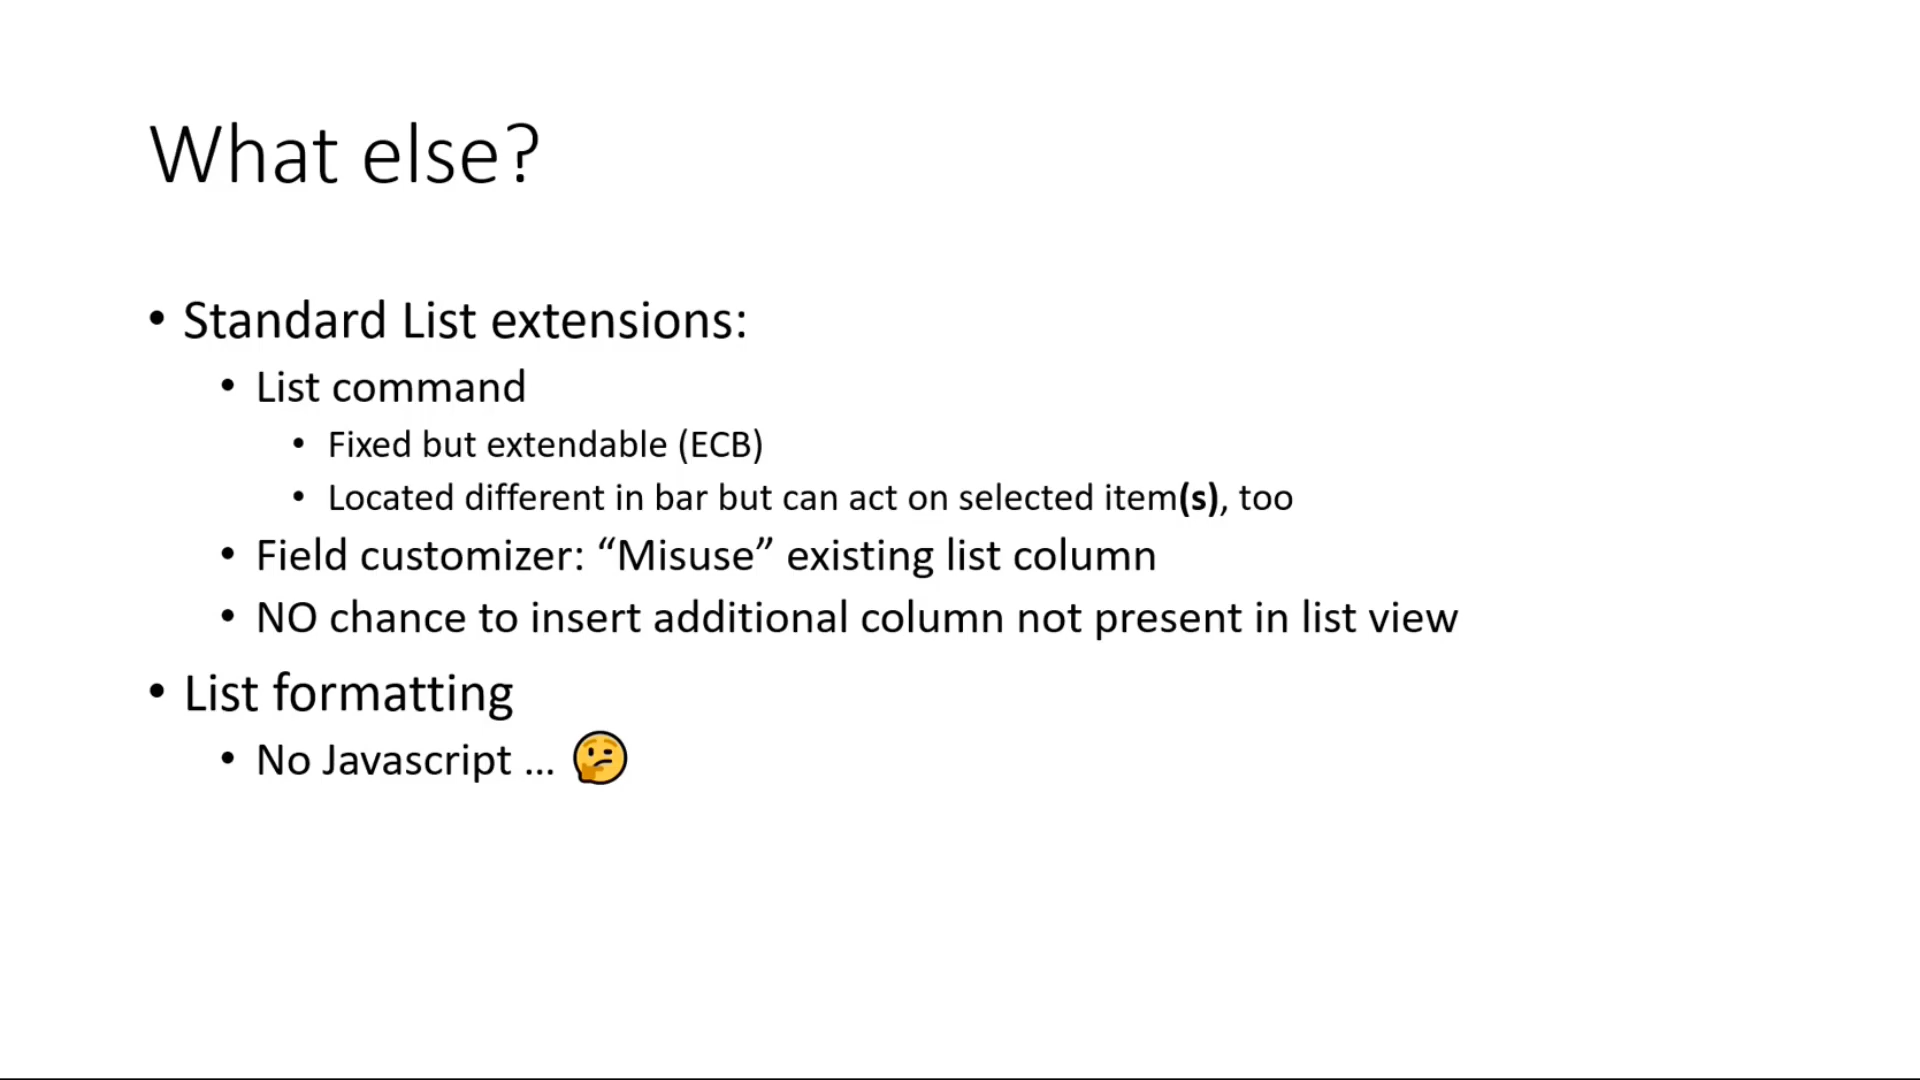 What else?
• Standard List extensions:
• List command
• Fixed but extendable (ECB)
• Located different in bar but can act on selected item(s), too
• Field customizer: “Misuse” existing list column
• NO chance to insert additional column not present in list view
• List formatting
• No Javascript ... 🤔